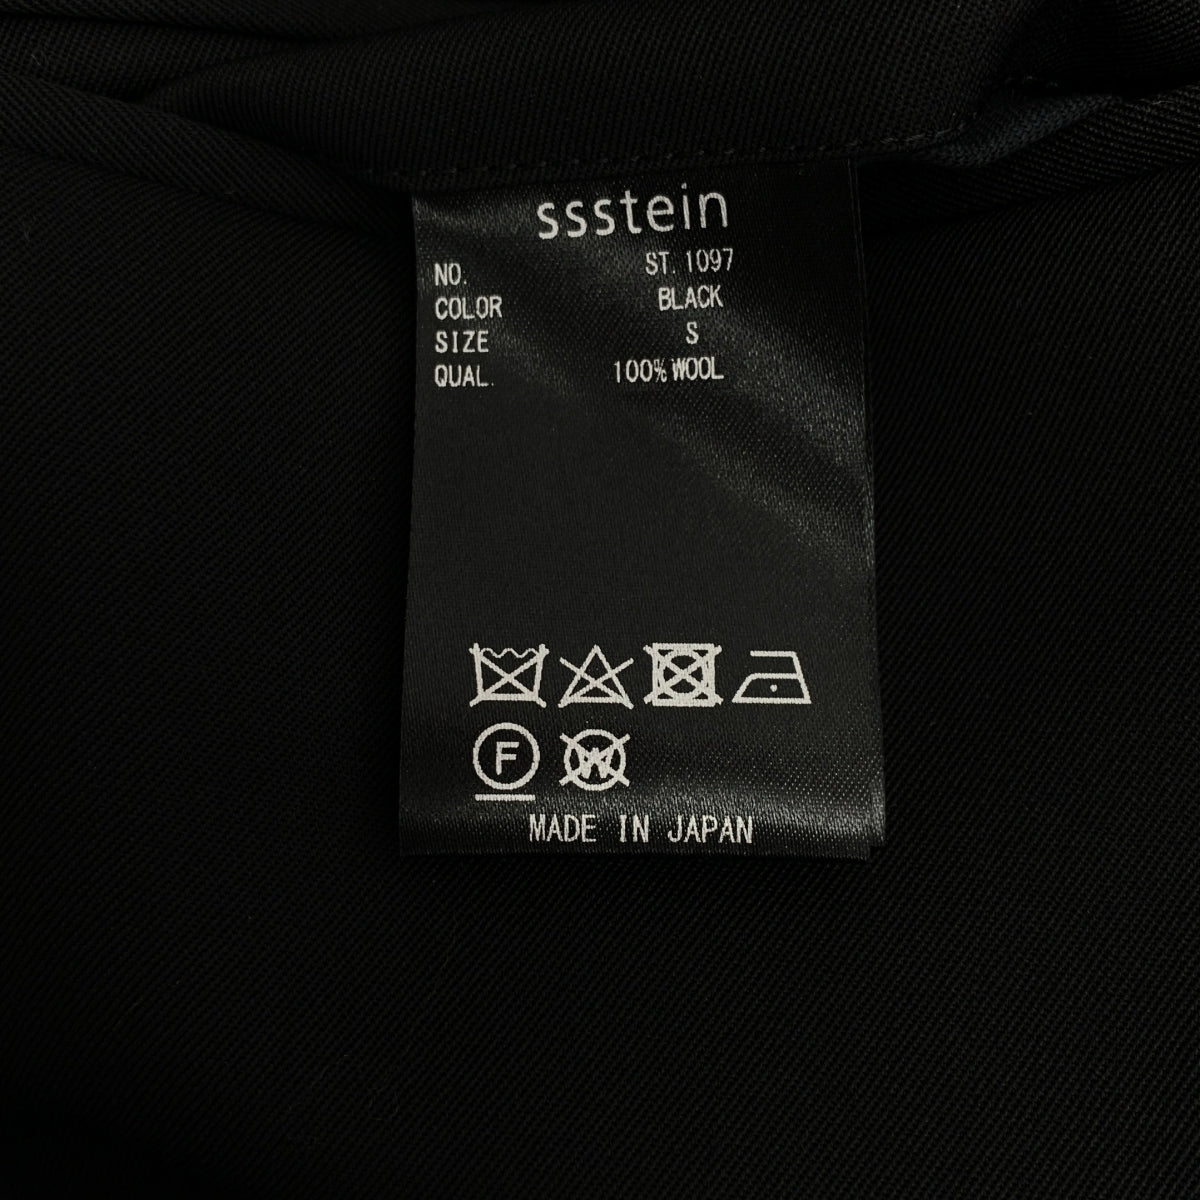 ssstein
NO. ST. 1097
COLOR BLACK
SIZE S
QUAL. 100% WOOL
F W
MADE IN JAPAN